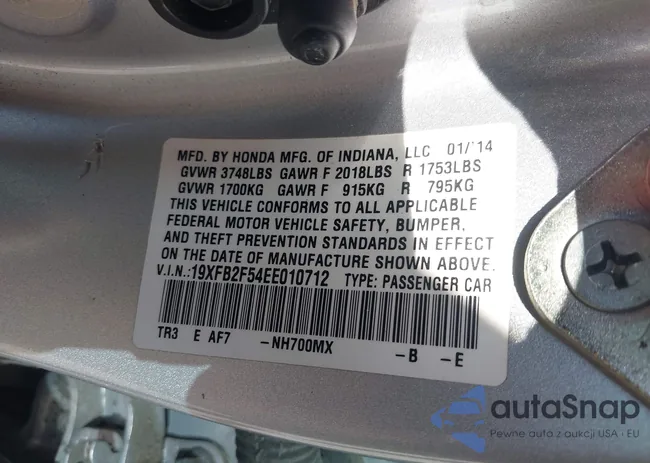 MFD. BY HONDA MFG. OF INDIANA, LLC 01/'14
GVWR 3748LBS GAWR F 2018LBS R 1753LBS
GVWR 1700KG GAWR F 915KG R 795KG
THIS VEHICLE CONFORMS TO ALL APPLICABLE
FEDERAL MOTOR VEHICLE SAFETY, BUMPER,
AND THEFT PREVENTION STANDARDS IN EFFECT
ON THE DATE OF MANUFACTURE SHOWN ABOVE.
V.I.N.:19XFB2F54EE010712 TYPE: PASSENGER CAR
TR3 E AF7 -NH700MX -B -E
autaSnap
Pewne auta z aukcji USA - EU